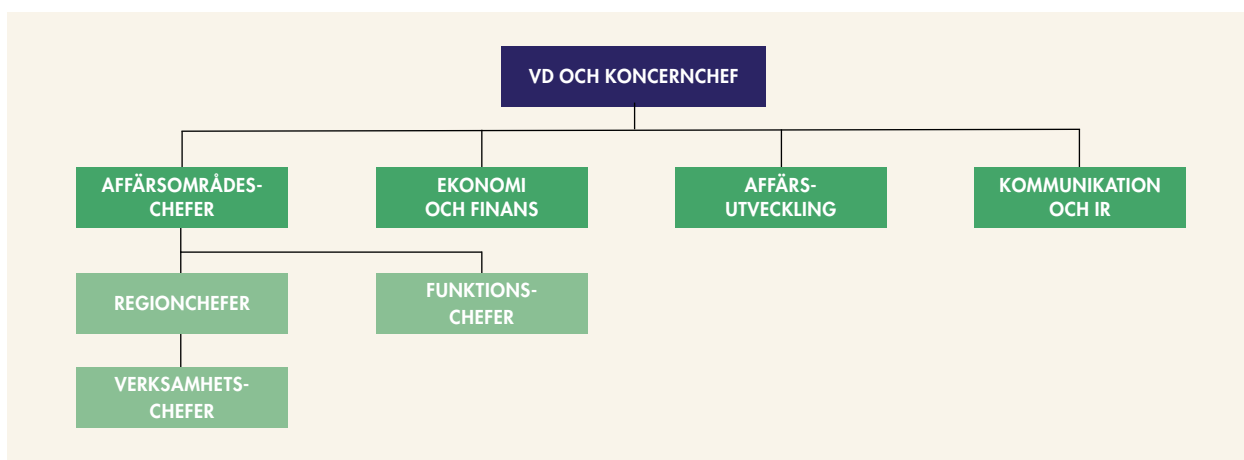 VD OCH KONCERNCHEF
AFFÄRSOMRÅDES-
CHEFER
EKONOMI
OCH FINANS
AFFÄRS-
UTVECKLING
KOMMUNIKATION
OCH IR
REGIONCHEFER
FUNKTIONS-
CHEFER
VERKSAMHETS-
CHEFER